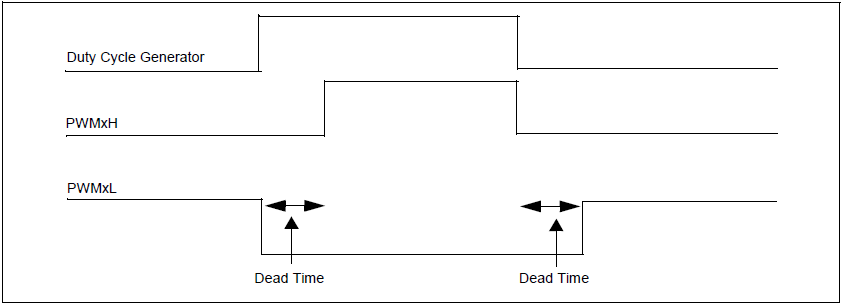 Duty Cycle Generator
PWMxH
PWMxL
Dead Time
Dead Time